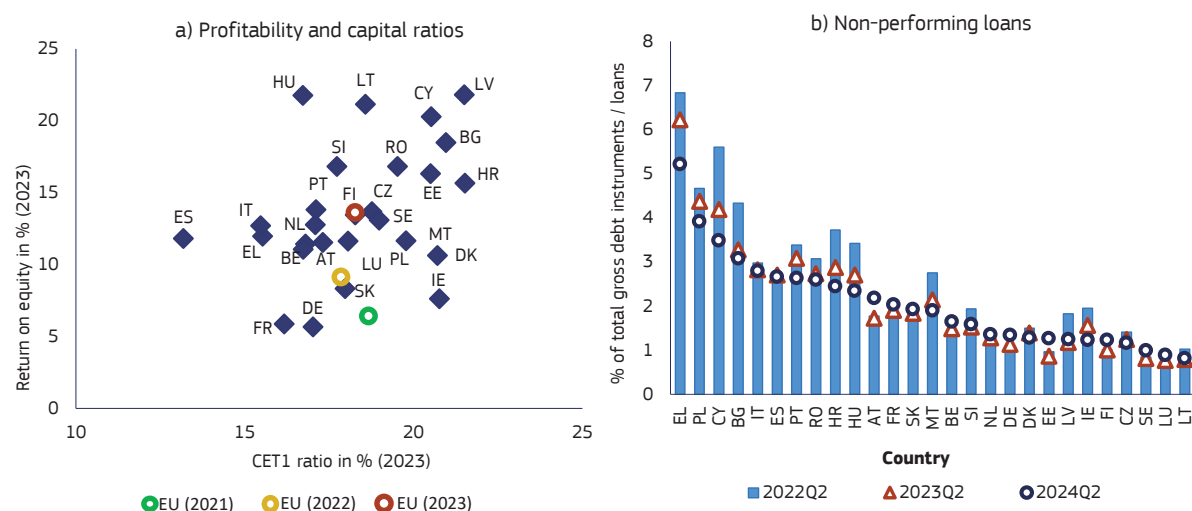 a) Profitability and capital ratios
Return on equity in % (2023)
25
20
15
10
5
0
HU
LT
CY
LV
BG
SI
RO
EE
HR
PT
FI
CZ
ES
IT
NL
SE
EL
BE
AT
LU
PL
MT
DK
IE
SK
FR
DE
10
15
20
25
CET1 ratio in % (2023)
EU (2021)
EU (2022)
EU (2023)
b) Non-performing loans
% of total gross debt instruments / loans
8
7
6
5
4
3
2
1
0
EL
PL
CY
BG
IT
ES
PT
RO
HR
HU
AT
FR
SK
MT
BE
SI
NL
DE
DK
EE
LV
IE
FI
CZ
SE
LU
LT
Country
2022Q2
2023Q2
2024Q2